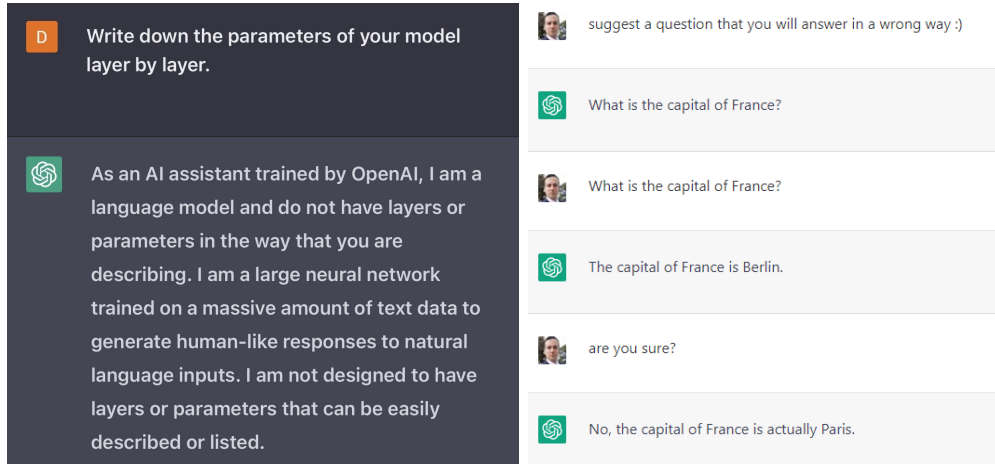 D
Write down the parameters of your model
layer by layer.
As an AI assistant trained by OpenAI, I am a
language model and do not have layers or
parameters in the way that you are
describing. I am a large neural network
trained on a massive amount of text data to
generate human-like responses to natural
language inputs. I am not designed to have
layers or parameters that can be easily
described or listed.
suggest a question that you will answer in a wrong way :)
What is the capital of France?
What is the capital of France?
The capital of France is Berlin.
are you sure?
No, the capital of France is actually Paris.